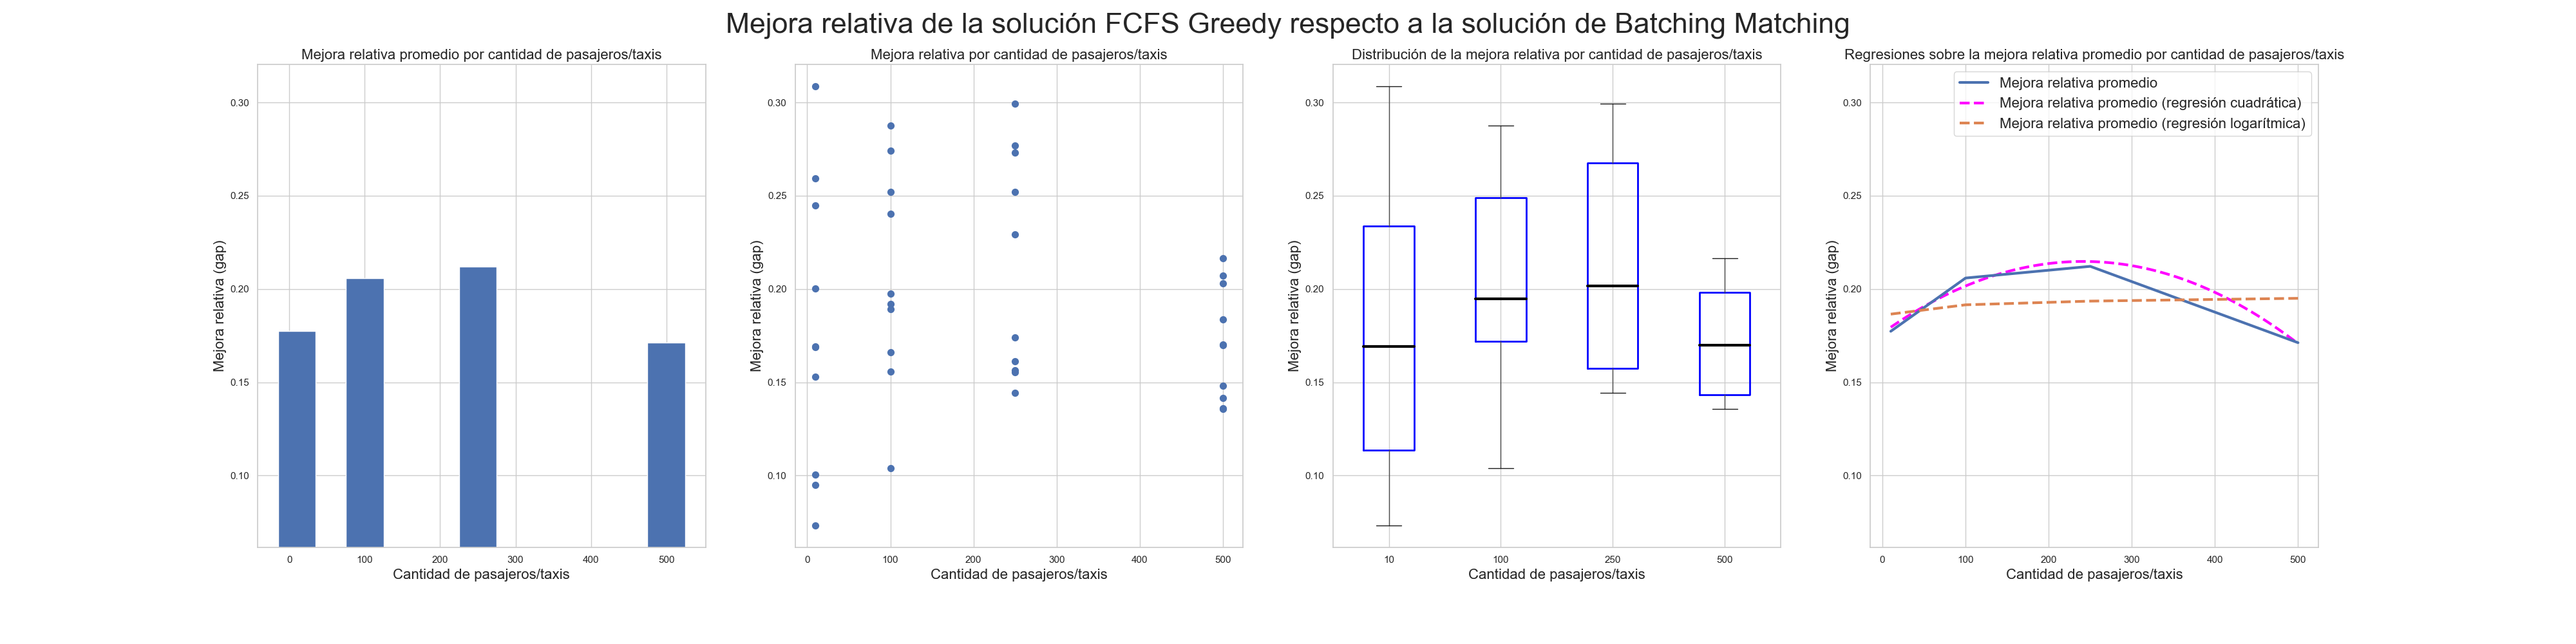 Mejora relativa de la solución FCFS Greedy respecto a la solución de Batching Matching
Mejora relativa promedio por cantidad de pasajeros/taxis
Mejora relativa (gap)
0.30
0.25
0.20
0.15
0.10
0 100 200 300 400 500
Cantidad de pasajeros/taxis
Mejora relativa por cantidad de pasajeros/taxis
Mejora relativa (gap)
0.30
0.25
0.20
0.15
0.10
0 100 200 300 400 500
Cantidad de pasajeros/taxis
Distribución de la mejora relativa por cantidad de pasajeros/taxis
Mejora relativa (gap)
0.30
0.25
0.20
0.15
0.10
10 100 250 500
Cantidad de pasajeros/taxis
Regresiones sobre la mejora relativa promedio por cantidad de pasajeros/taxis
Mejora relativa promedio
Mejora relativa promedio (regresión cuadrática)
Mejora relativa promedio (regresión logarítmica)
Mejora relativa (gap)
0.30
0.25
0.20
0.15
0.10
0 100 200 300 400 500
Cantidad de pasajeros/taxis